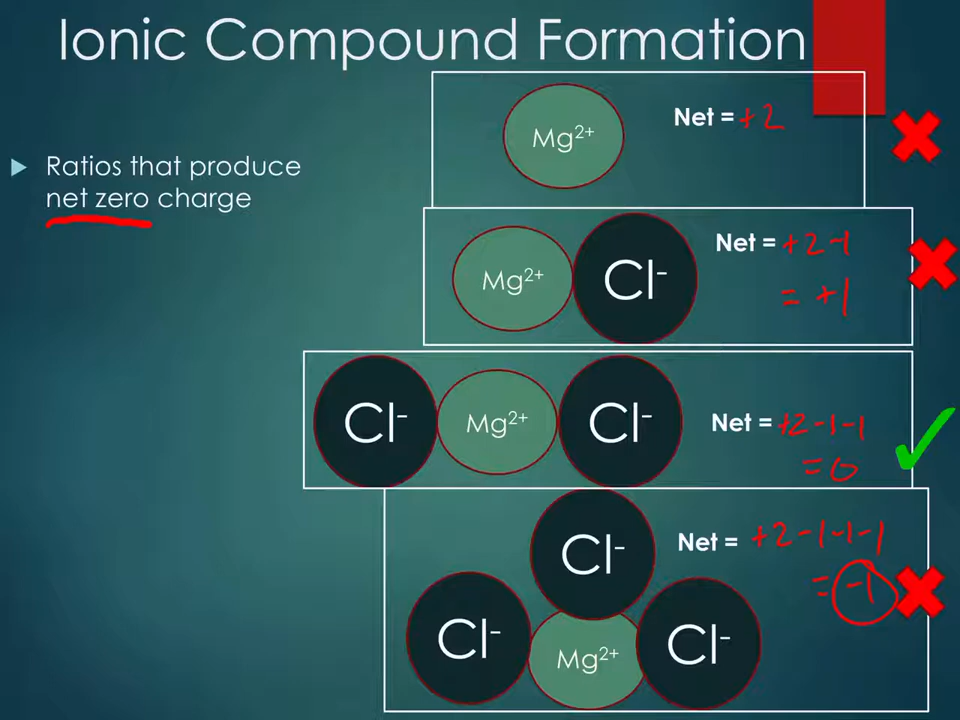 Ionic Compound Formation
Ratios that produce
net zero charge
Mg²⁺
Net = +2
Mg²⁺ Cl⁻
Net = +2-1
= +1
Cl⁻ Mg²⁺ Cl⁻
Net = +2-1-1
= 0
Cl⁻
Net = +2-1-1-1
= -1
Cl⁻ Mg²⁺ Cl⁻